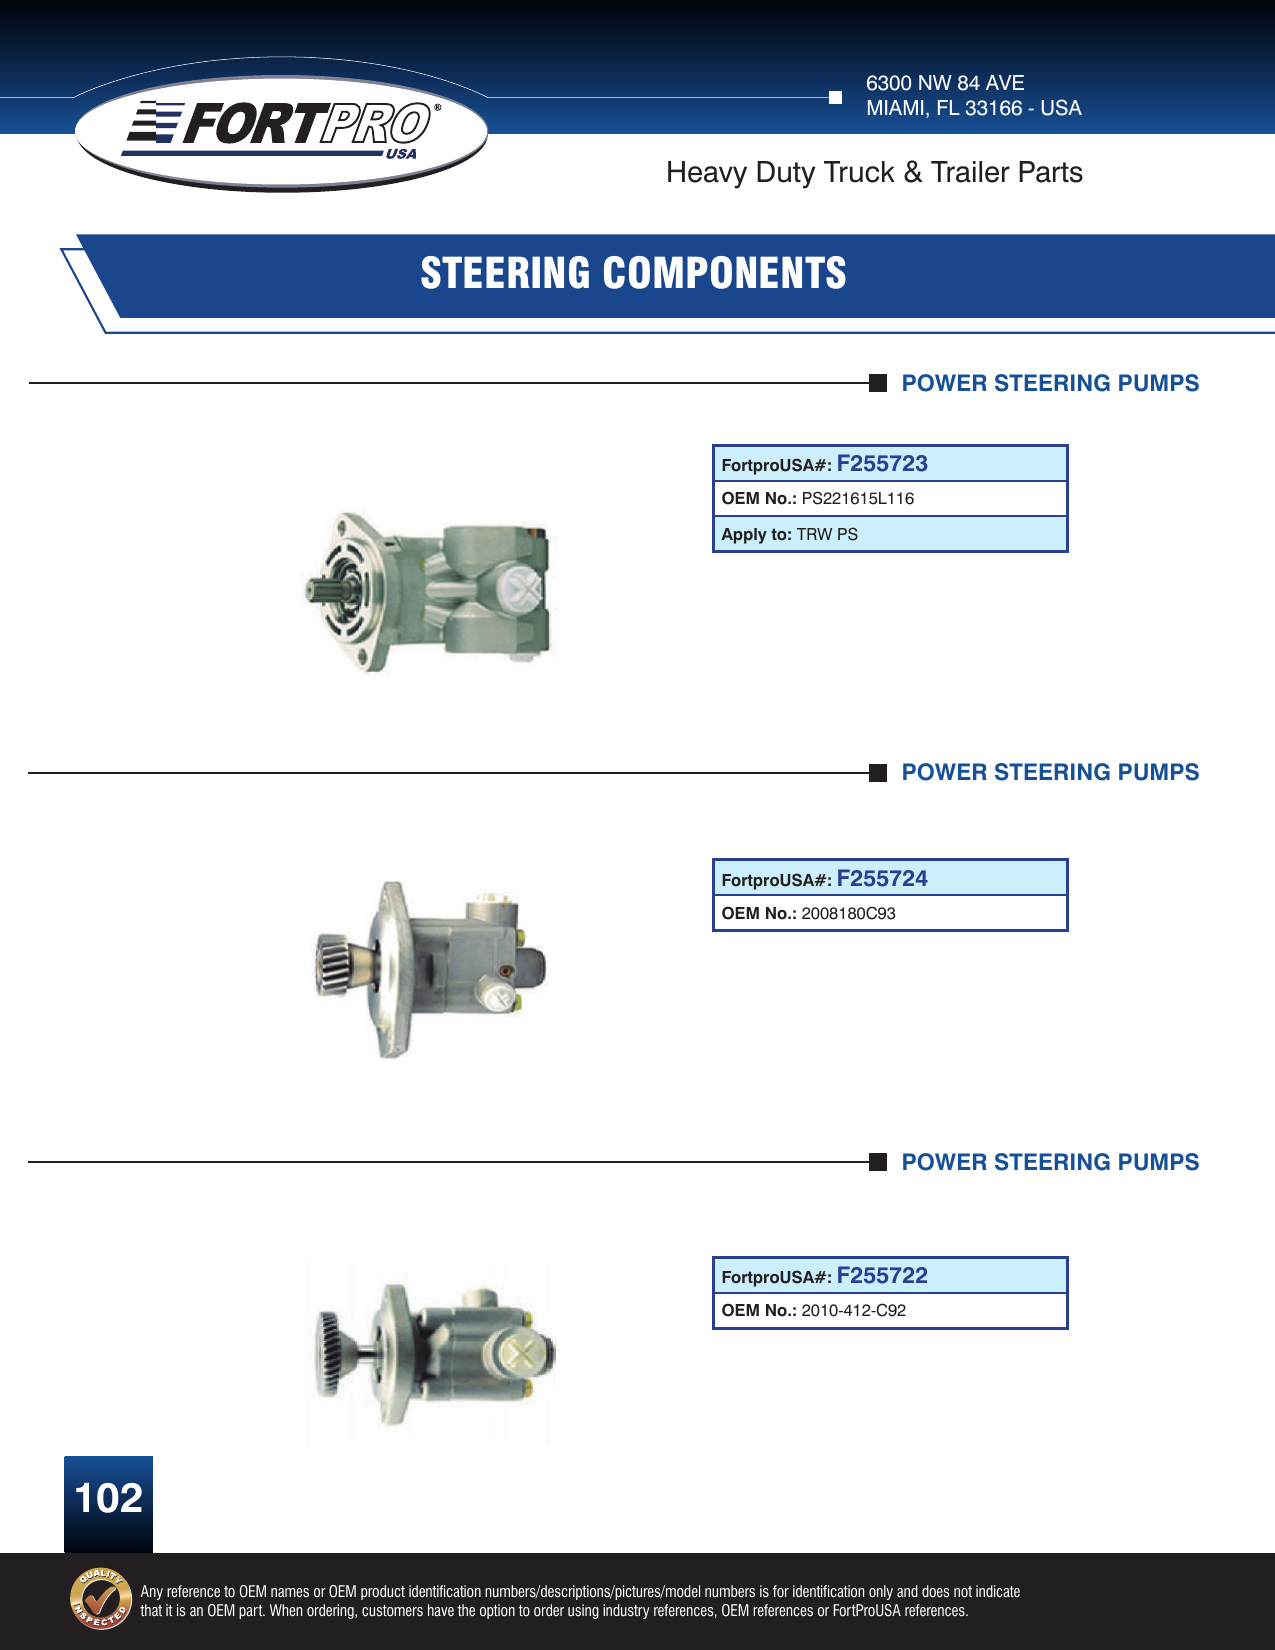 FORTPRO®
USA
6300 NW 84 AVE
MIAMI, FL 33166 - USA
Heavy Duty Truck & Trailer Parts
STEERING COMPONENTS
POWER STEERING PUMPS
FortproUSA#: F255723
OEM No.: PS221615L116
Apply to: TRW PS
POWER STEERING PUMPS
FortproUSA#: F255724
OEM No.: 2008180C93
POWER STEERING PUMPS
FortproUSA#: F255722
OEM No.: 2010-412-C92
102
QUALITY
INSPECTED
Any reference to OEM names or OEM product identification numbers/descriptions/pictures/model numbers is for identification only and does not indicate
that it is an OEM part. When ordering, customers have the option to order using industry references, OEM references or FortProUSA references.